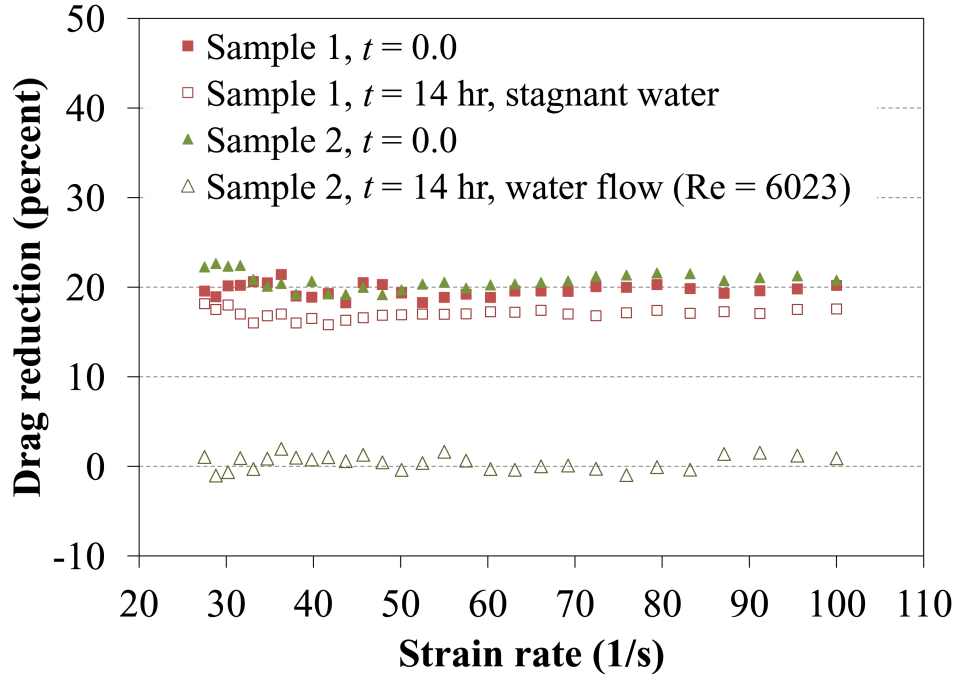 50
40
30
20
10
0
-10
Drag reduction (percent)
Sample 1, t = 0.0
Sample 1, t = 14 hr, stagnant water
Sample 2, t = 0.0
Sample 2, t = 14 hr, water flow (Re = 6023)
20 30 40 50 60 70 80 90 100 110
Strain rate (1/s)